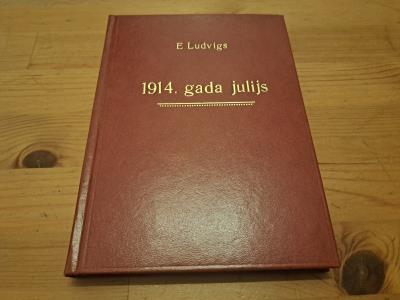 E Ludvigs
1914. gada julijs